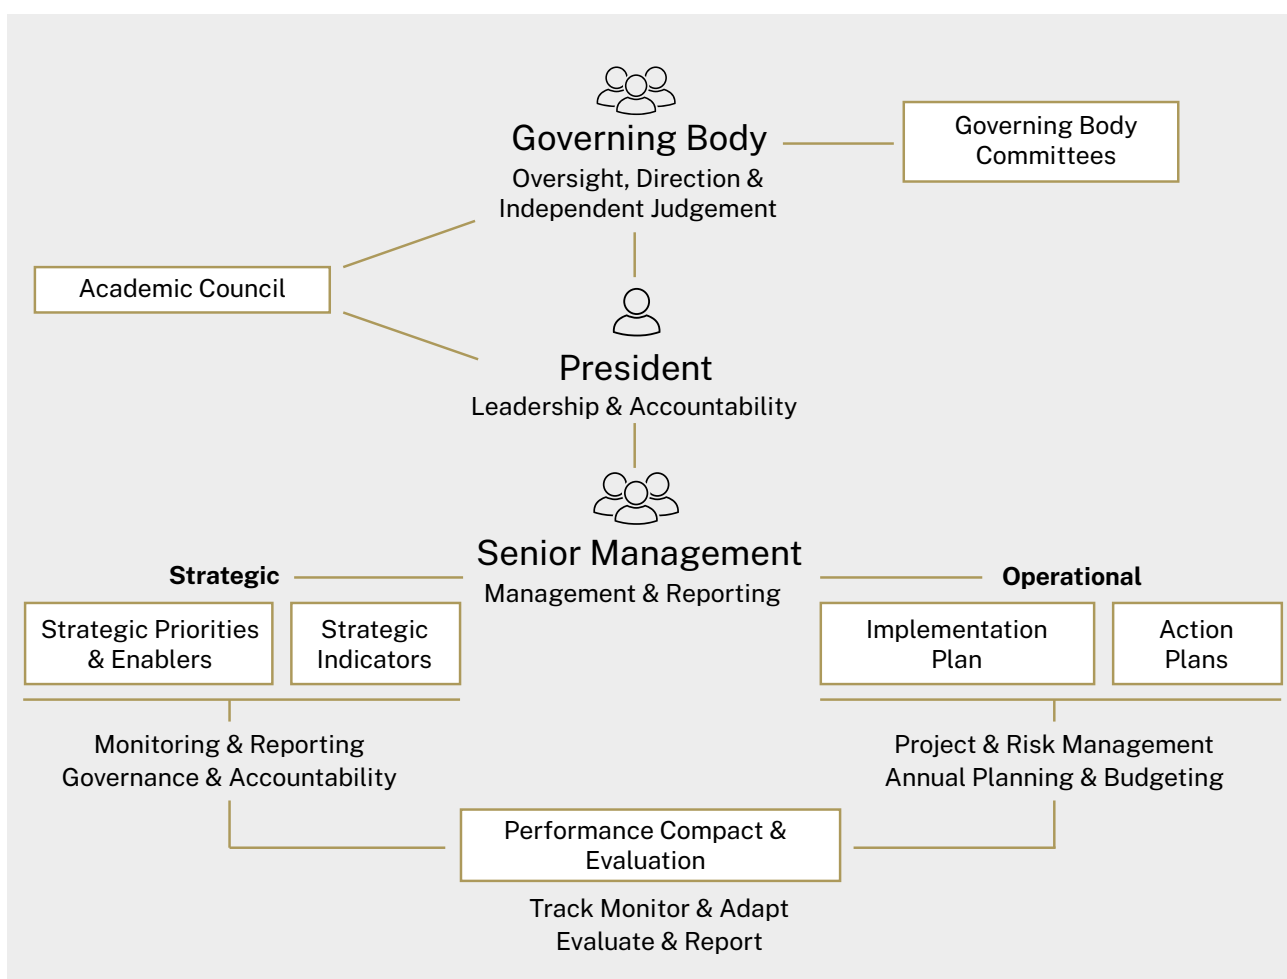 Governing Body
Oversight, Direction &
Independent Judgement
Governing Body
Committees
Academic Council
President
Leadership & Accountability
Senior Management
Management & Reporting
Strategic
Strategic Priorities
& Enablers
Strategic
Indicators
Monitoring & Reporting
Governance & Accountability
Operational
Implementation
Plan
Action
Plans
Project & Risk Management
Annual Planning & Budgeting
Performance Compact &
Evaluation
Track Monitor & Adapt
Evaluate & Report